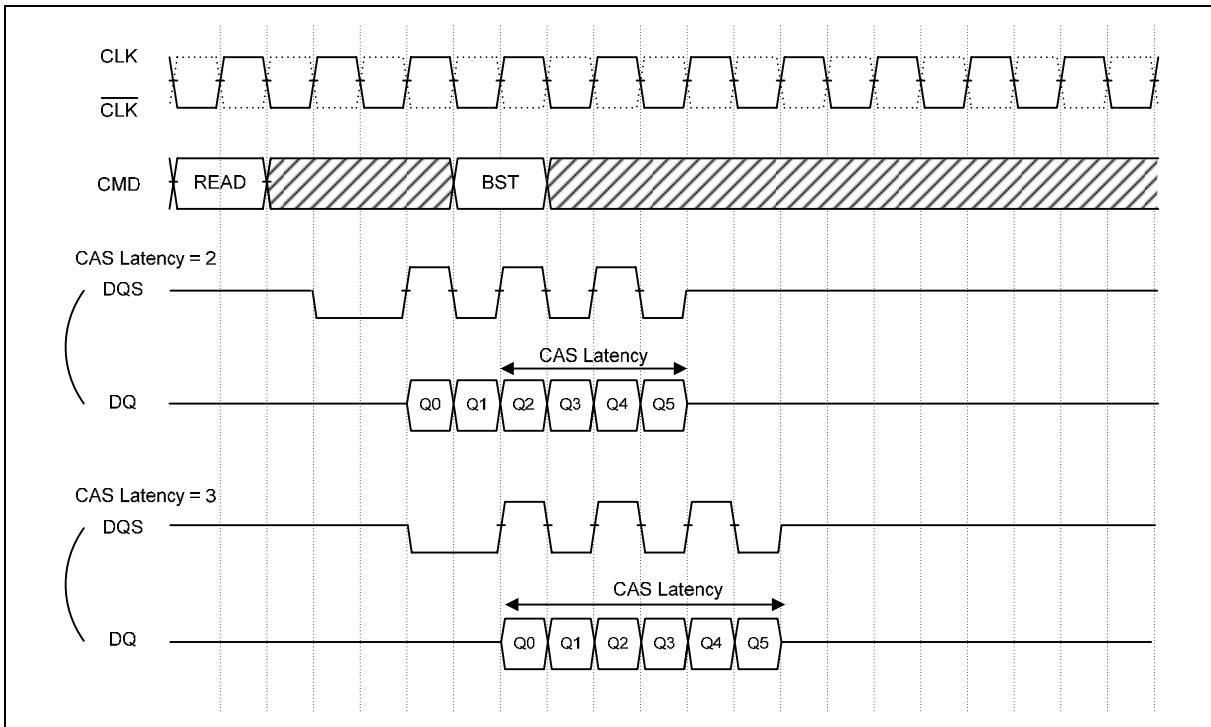 CLK
C̅L̅K̅
CMD READ BST
CAS Latency = 2
DQS
CAS Latency
DQ Q0 Q1 Q2 Q3 Q4 Q5
CAS Latency = 3
DQS
CAS Latency
DQ Q0 Q1 Q2 Q3 Q4 Q5